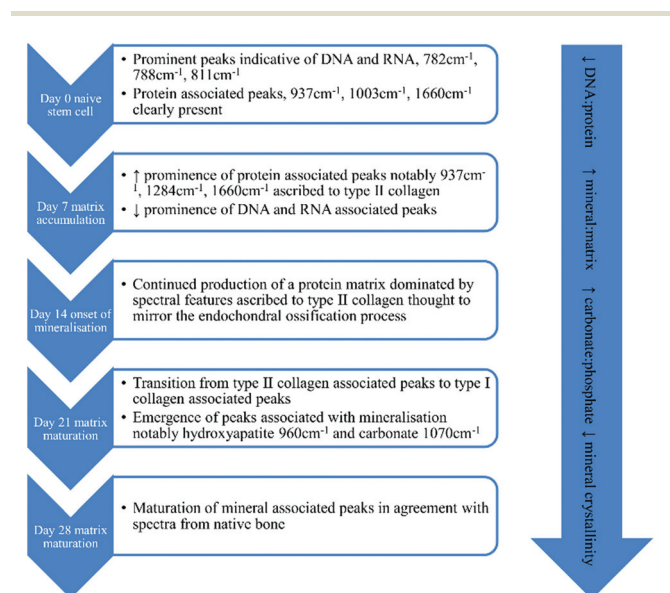 Day 0 naive
stem cell
• Prominent peaks indicative of DNA and RNA, 782cm⁻¹,
788cm⁻¹, 811cm⁻¹
• Protein associated peaks, 937cm⁻¹, 1003cm⁻¹, 1660cm⁻¹
clearly present
Day 7 matrix
accumulation
• ↑ prominence of protein associated peaks notably 937cm⁻
¹, 1284cm⁻¹, 1660cm⁻¹ ascribed to type II collagen
• ↓ prominence of DNA and RNA associated peaks
Day 14 onset of
mineralisation
• Continued production of a protein matrix dominated by
spectral features ascribed to type II collagen thought to
mirror the endochondral ossification process
Day 21 matrix
maturation
• Transition from type II collagen associated peaks to type I
collagen associated peaks
• Emergence of peaks associated with mineralisation
notably hydroxyapatite 960cm⁻¹ and carbonate 1070cm⁻¹
Day 28 matrix
maturation
• Maturation of mineral associated peaks in agreement with
spectra from native bone
↓ DNA:protein ↑ mineral:matrix ↑ carbonate:phosphate ↓ mineral crystallinity